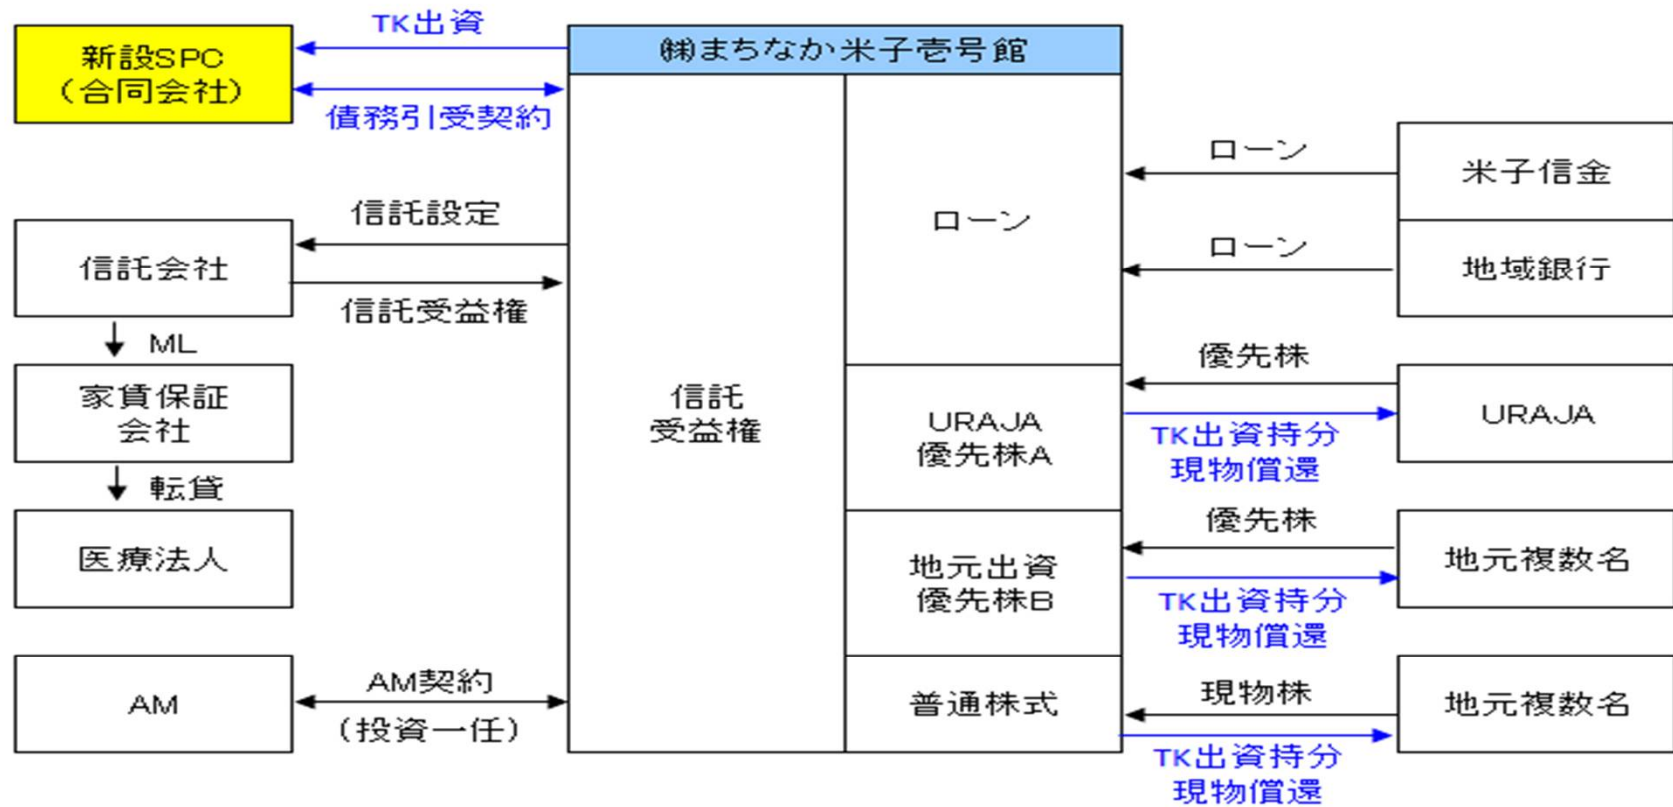 新設SPC
（合同会社）
TK出資
債務引受契約
㈱まちなか米子壱号館
信託会社
信託設定
信託受益権
ML
家賃保証
会社
転貸
医療法人
AM
AM契約
（投資一任）
信託
受益権
ローン
URAJA
優先株A
地元出資
優先株B
普通株式
ローン
米子信金
ローン
地域銀行
優先株
TK出資持分
現物償還
URAJA
優先株
TK出資持分
現物償還
地元複数名
現物株
TK出資持分
現物償還
地元複数名